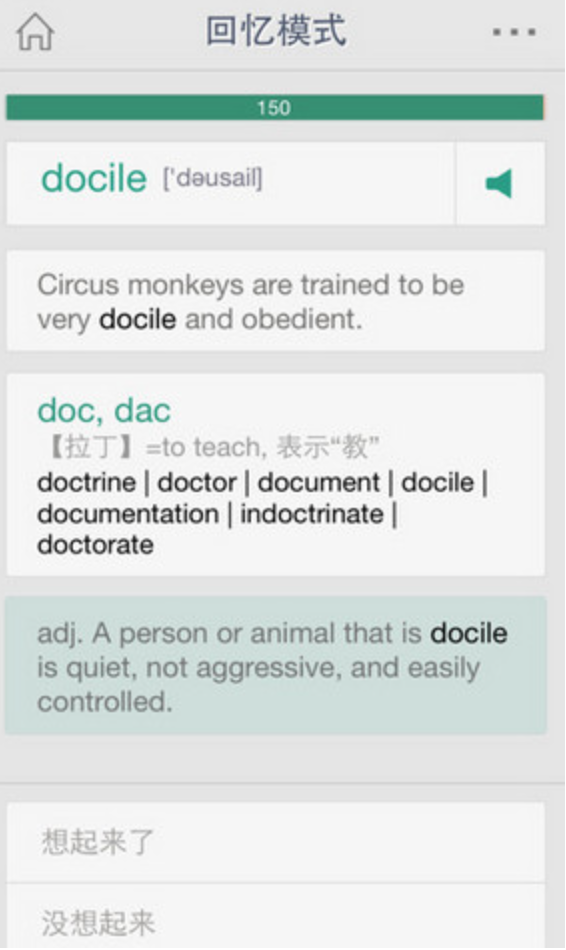 回忆模式
150
docile ['dəusail]
Circus monkeys are trained to be
very docile and obedient.
doc, dac
【拉丁】=to teach, 表示“教”
doctrine | doctor | document | docile |
documentation | indoctrinate |
doctorate
adj. A person or animal that is docile
is quiet, not aggressive, and easily
controlled.
想起来了
没想起来